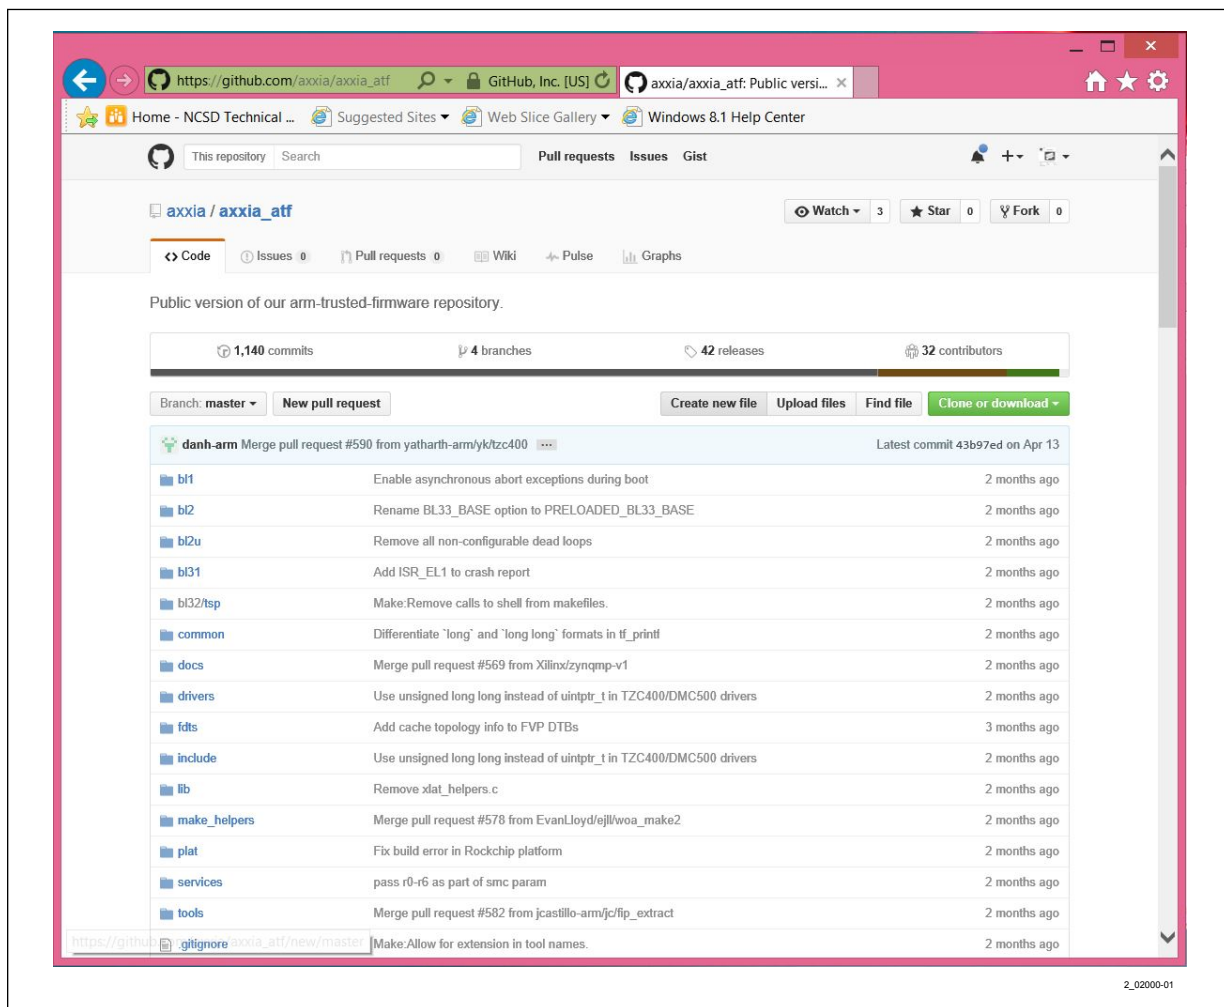 https://github.com/axxia/axxia_atf GitHub, Inc. [US] axxia/axxia_atf: Public versi...
Home - NCSD Technical ... Suggested Sites Web Slice Gallery Windows 8.1 Help Center
This repository Search Pull requests Issues Gist
axxia / axxia_atf Watch 3 Star 0 Fork 0
Code Issues 0 Pull requests 0 Wiki Pulse Graphs
Public version of our arm-trusted-firmware repository.
1,140 commits 4 branches 42 releases 32 contributors
Branch: master New pull request Create new file Upload files Find file Clone or download
danh-arm Merge pull request #590 from yatharth-arm/yk/tzc400 ... Latest commit 43b97ed on Apr 13
bl1 Enable asynchronous abort exceptions during boot 2 months ago
bl2 Rename BL33_BASE option to PRELOADED_BL33_BASE 2 months ago
bl2u Remove all non-configurable dead loops 2 months ago
bl31 Add ISR_EL1 to crash report 2 months ago
bl32/tsp Make:Remove calls to shell from makefiles. 2 months ago
common Differentiate `long` and `long long` formats in tf_printf 2 months ago
docs Merge pull request #569 from Xilinx/zynqmp-v1 2 months ago
drivers Use unsigned long long instead of uintptr_t in TZC400/DMC500 drivers 2 months ago
fdts Add cache topology info to FVP DTBs 3 months ago
include Use unsigned long long instead of uintptr_t in TZC400/DMC500 drivers 2 months ago
lib Remove xlat_helpers.c 2 months ago
make_helpers Merge pull request #578 from EvanLloyd/ejll/woa_make2 2 months ago
plat Fix build error in Rockchip platform 2 months ago
services pass r0-r6 as part of smc param 2 months ago
tools Merge pull request #582 from jcastillo-arm/jc/fip_extract 2 months ago
.gitignore Make:Allow for extension in tool names. 2 months ago
2_02000-01